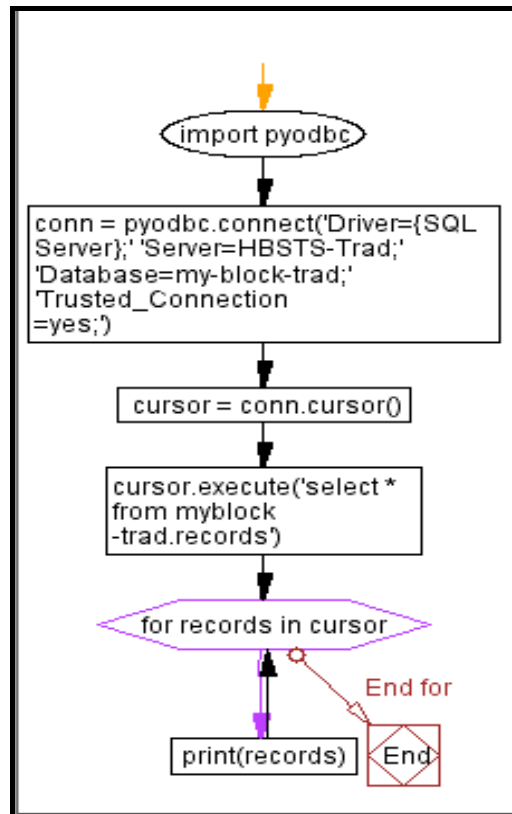 import pyodbc
conn = pyodbc.connect('Driver={SQL
Server};' 'Server=HBSTS-Trad;'
'Database=my-block-trad;'
'Trusted_Connection
=yes;')
cursor = conn.cursor()
cursor.execute('select *
from myblock
-trad.records')
for records in cursor
End for
print(records)
End